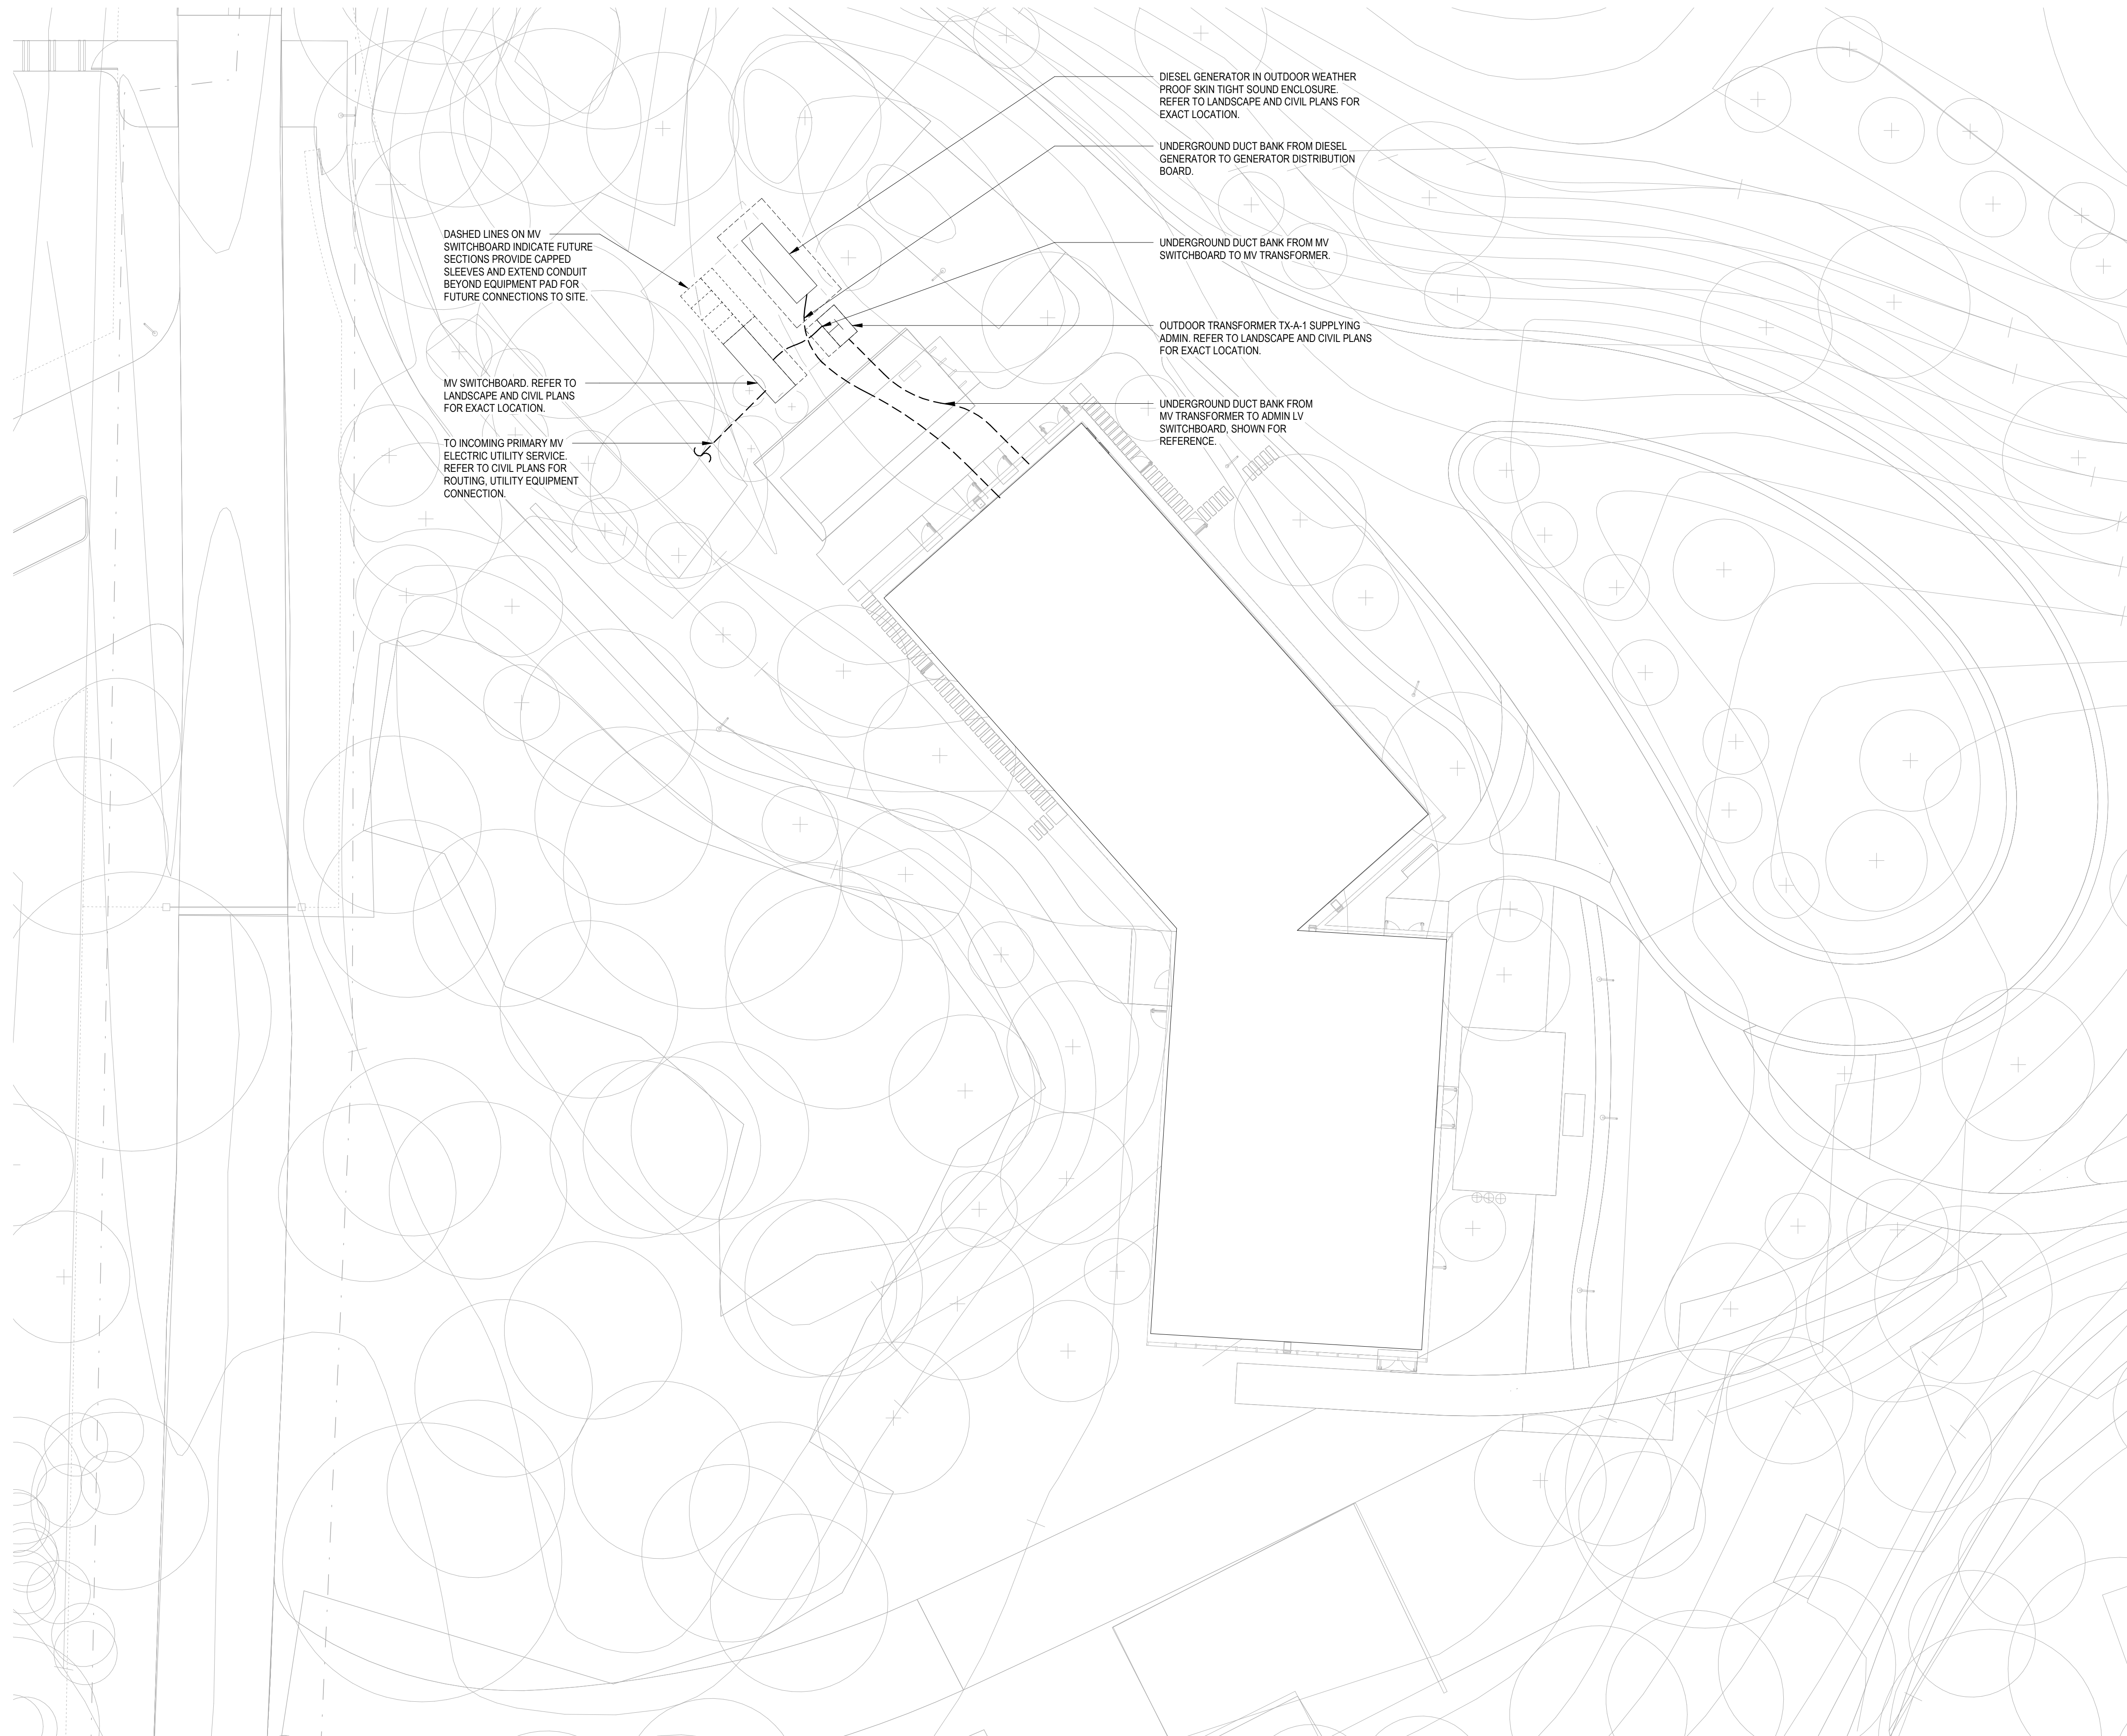 DIESEL GENERATOR IN OUTDOOR WEATHER
PROOF SKIN TIGHT SOUND ENCLOSURE.
REFER TO LANDSCAPE AND CIVIL PLANS FOR
EXACT LOCATION.
UNDERGROUND DUCT BANK FROM DIESEL
GENERATOR TO GENERATOR DISTRIBUTION
BOARD.
DASHED LINES ON MV
SWITCHBOARD INDICATE FUTURE
SECTIONS PROVIDE CAPPED
SLEEVES AND EXTEND CONDUIT
BEYOND EQUIPMENT PAD FOR
FUTURE CONNECTIONS TO SITE.
UNDERGROUND DUCT BANK FROM MV
SWITCHBOARD TO MV TRANSFORMER.
OUTDOOR TRANSFORMER TX-A-1 SUPPLYING
ADMIN. REFER TO LANDSCAPE AND CIVIL PLANS
FOR EXACT LOCATION.
MV SWITCHBOARD. REFER TO
LANDSCAPE AND CIVIL PLANS
FOR EXACT LOCATION.
UNDERGROUND DUCT BANK FROM
MV TRANSFORMER TO ADMIN LV
SWITCHBOARD, SHOWN FOR
REFERENCE.
TO INCOMING PRIMARY MV
ELECTRIC UTILITY SERVICE.
REFER TO CIVIL PLANS FOR
ROUTING, UTILITY EQUIPMENT
CONNECTION.